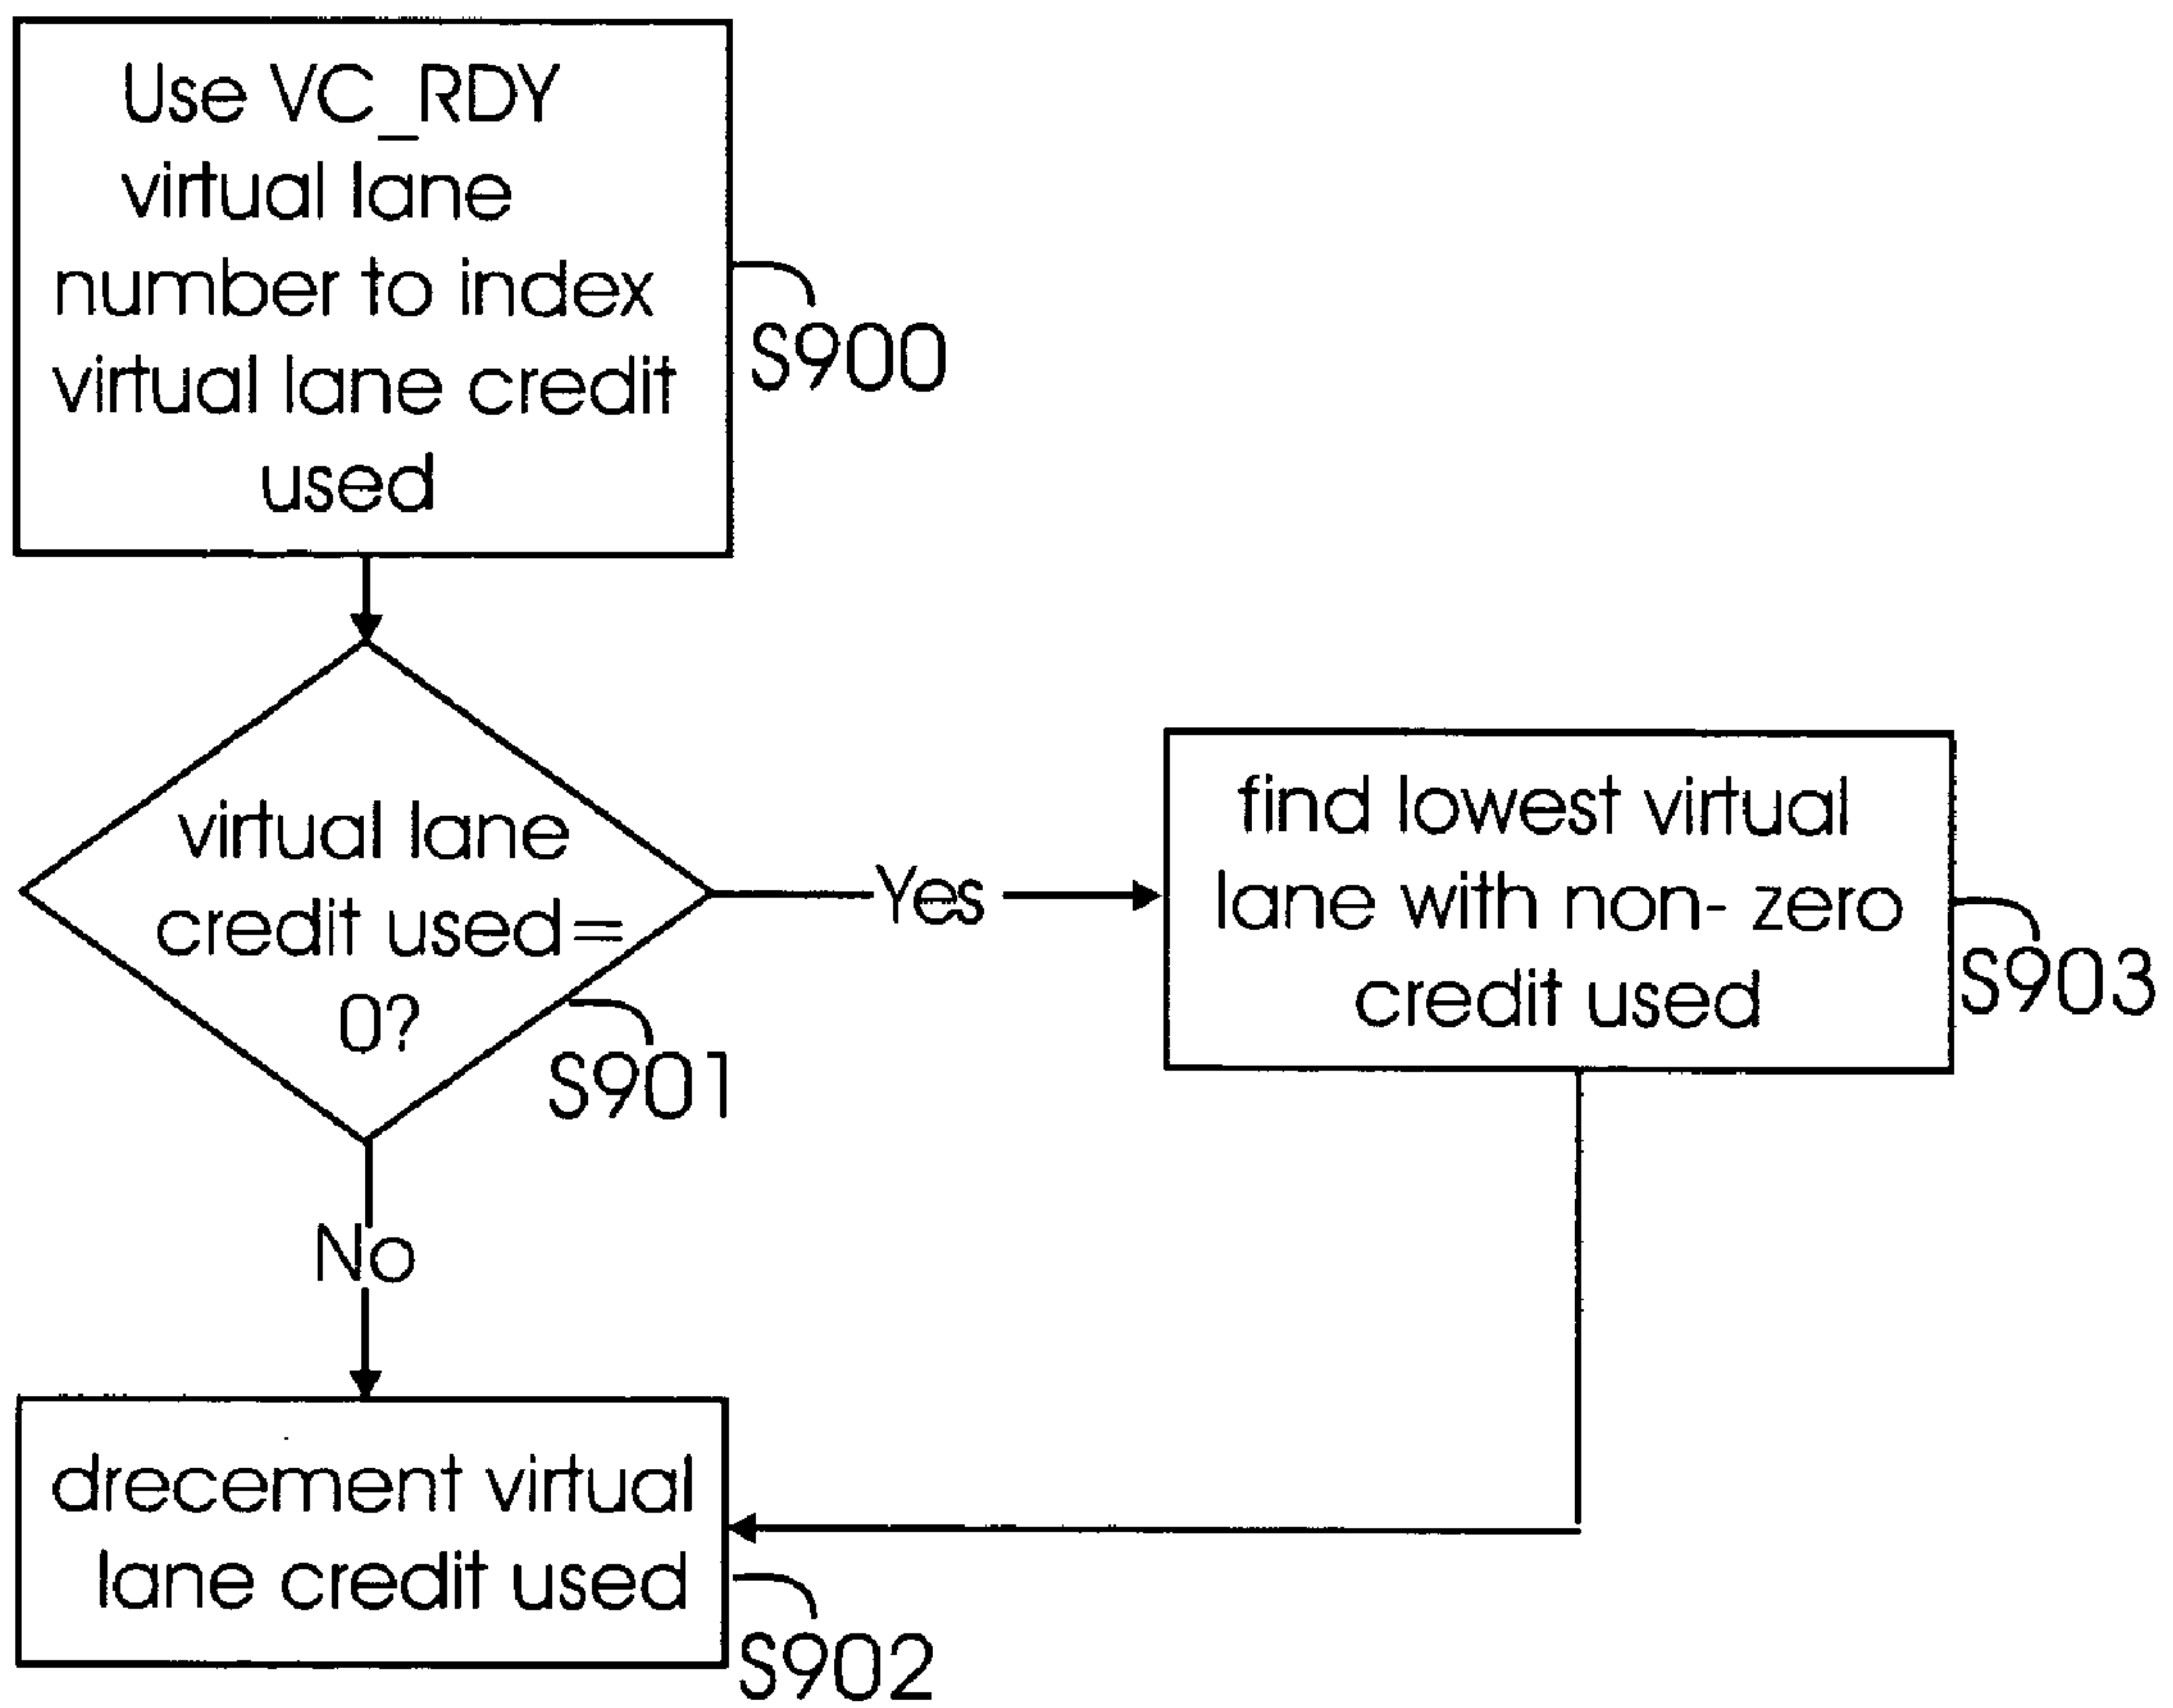 Use VC_RDY
virtual lane
number to index
virtual lane credit
used
S900
virtual lane
credit used=
0?
S901
Yes
find lowest virtual
lane with non- zero
credit used
S903
No
drecement virtual
lane credit used
S902